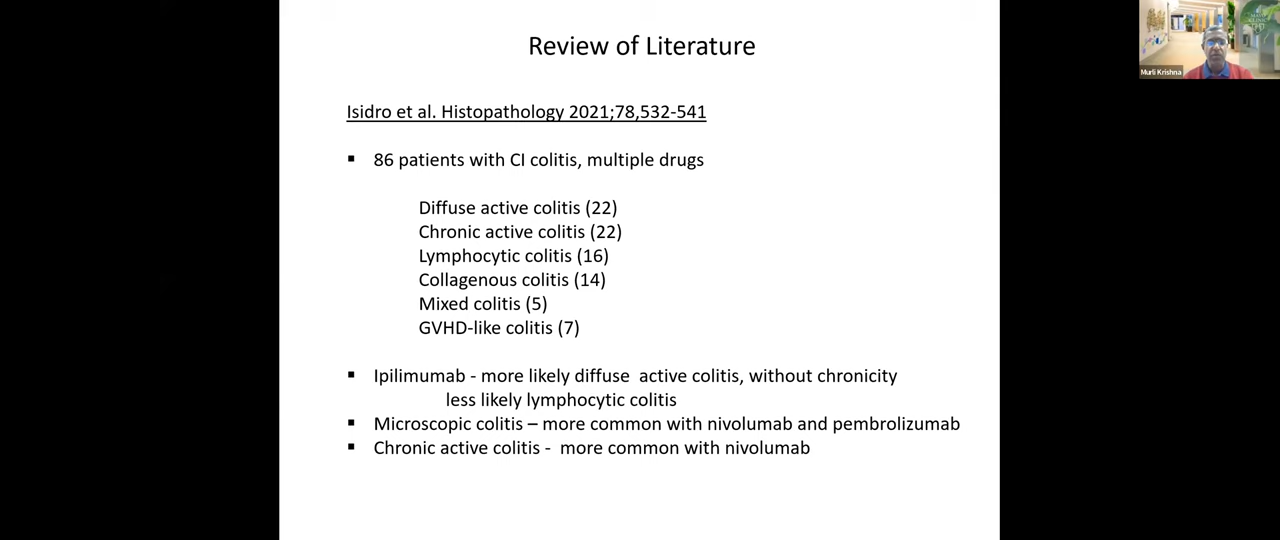 Review of Literature
Murli Krishna
Isidro et al. Histopathology 2021;78,532-541
▪ 86 patients with CI colitis, multiple drugs
Diffuse active colitis (22)
Chronic active colitis (22)
Lymphocytic colitis (16)
Collagenous colitis (14)
Mixed colitis (5)
GVHD-like colitis (7)
▪ Ipilimumab - more likely diffuse  active colitis, without chronicity
less likely lymphocytic colitis
▪ Microscopic colitis – more common with nivolumab and pembrolizumab
▪ Chronic active colitis -  more common with nivolumab